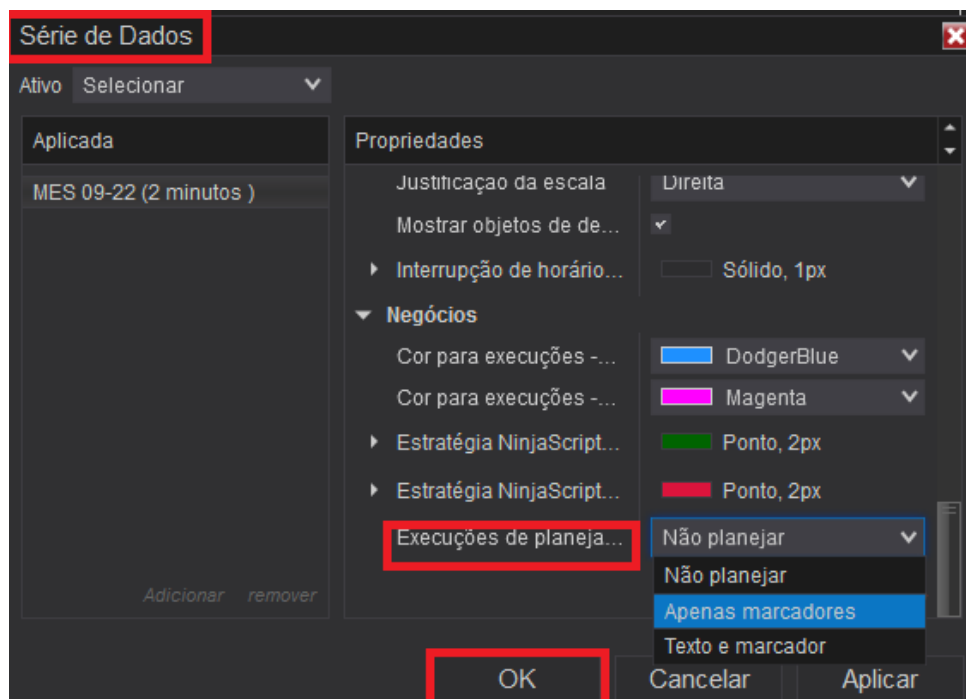 Série de Dados
Ativo Selecionar
Aplicada
MES 09-22 (2 minutos )
Adicionar remover
Propriedades
Justificaçao da escala Direita
Mostrar objetos de de...
Interrupção de horário... Sólido, 1px
Negócios
Cor para execuções -... DodgerBlue
Cor para execuções -... Magenta
Estratégia NinjaScript... Ponto, 2px
Estratégia NinjaScript... Ponto, 2px
Execuções de planeja... Não planejar
Não planejar
Apenas marcadores
Texto e marcador
OK Cancelar Aplicar